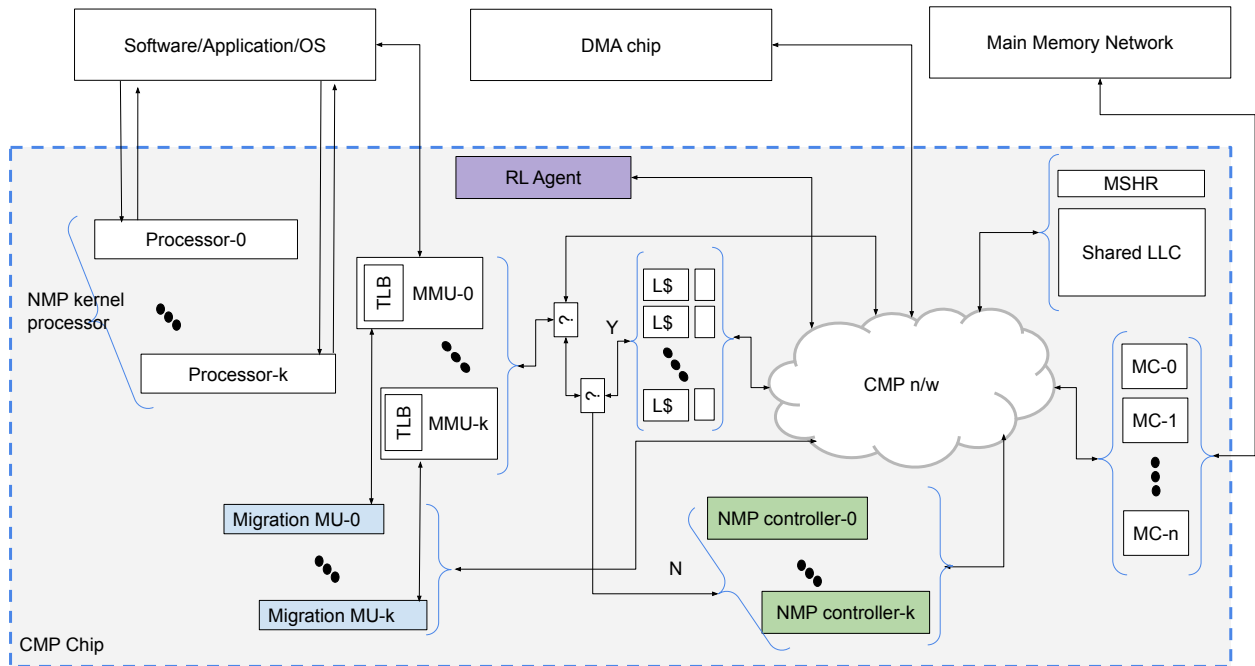 Software/Application/OS
DMA chip
Main Memory Network
RL Agent
MSHR
Shared LLC
Processor-0
NMP kernel
processor
Processor-k
TLB
MMU-0
TLB
MMU-k
?
?
Y
L$
L$
L$
CMP n/w
MC-0
MC-1
MC-n
Migration MU-0
Migration MU-k
N
NMP controller-0
NMP controller-k
CMP Chip